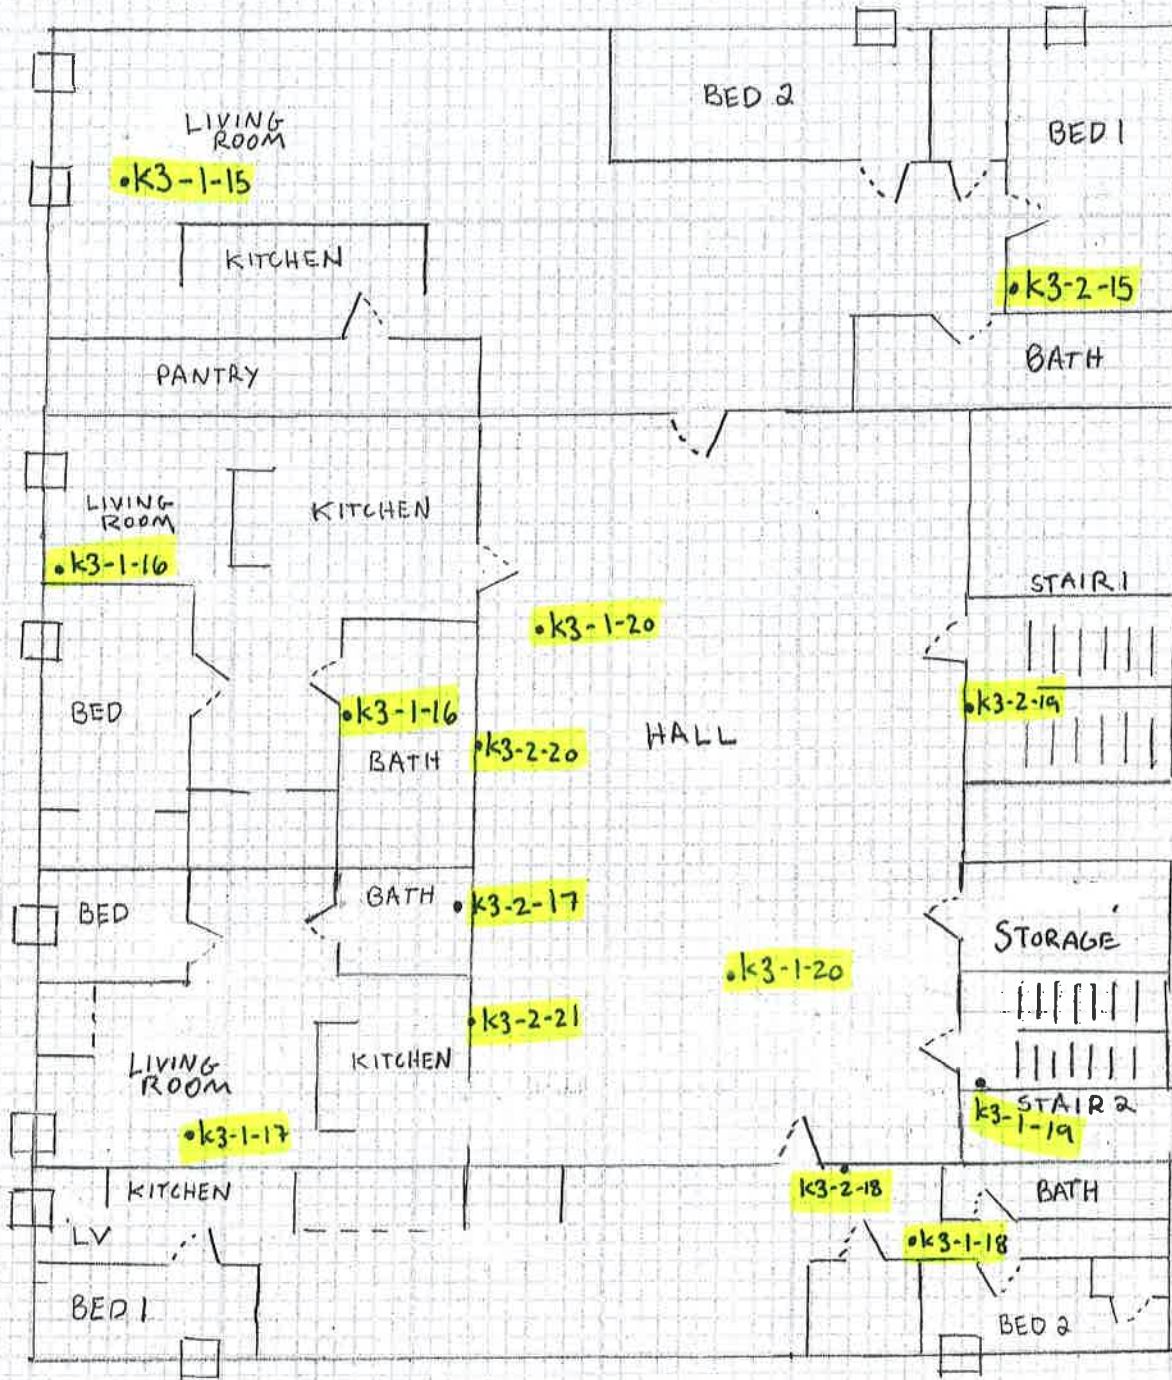 BED 2
LIVING
ROOM
BED 1
K3-1-15
KITCHEN
K3-2-15
BATH
PANTRY
LIVING
ROOM
KITCHEN
K3-1-16
STAIR 1
K3-1-20
K3-2-19
BED
K3-1-16
HALL
K3-2-20
BATH
BED
BATH
K3-2-17
STORAGE
K3-1-20
K3-2-21
LIVING
ROOM
KITCHEN
STAIR 2
K3-1-19
K3-1-17
KITCHEN
K3-2-18
BATH
LV
K3-1-18
BED 1
BED 2